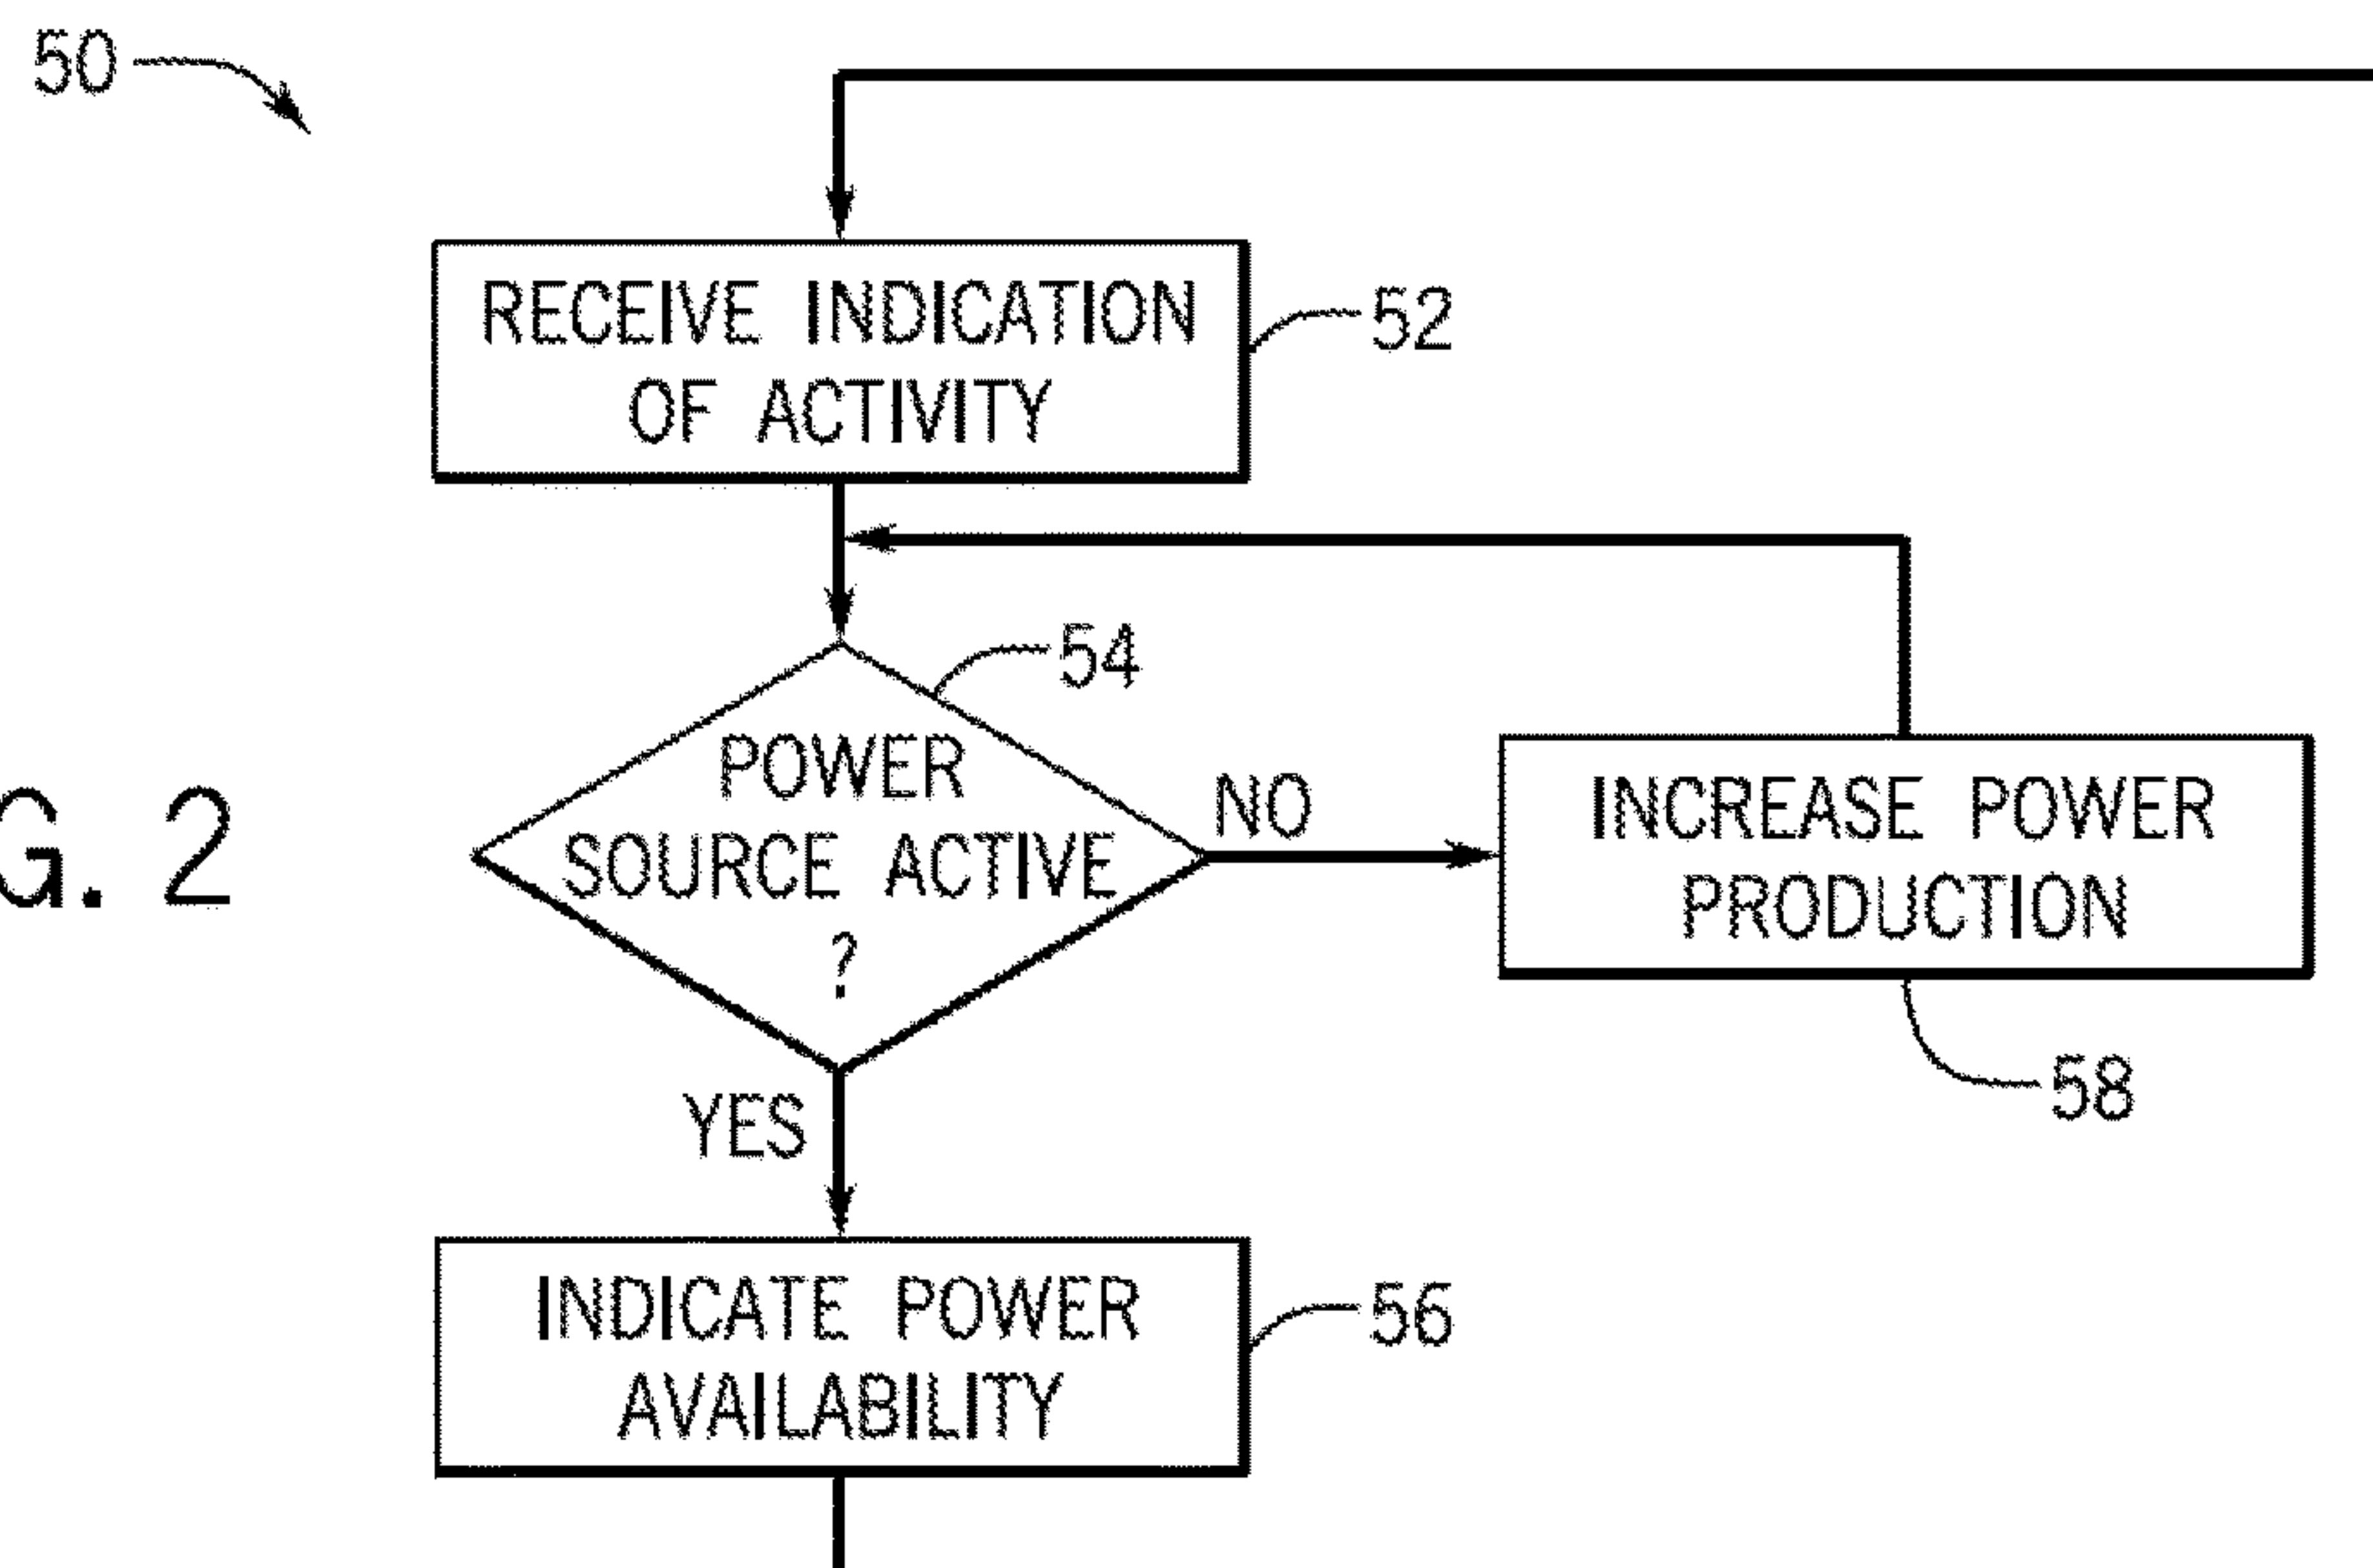 50
RECEIVE INDICATION
OF ACTIVITY
52
54
POWER
SOURCE ACTIVE
?
NO
INCREASE POWER
PRODUCTION
58
G. 2
YES
INDICATE POWER
AVAILABILITY
56